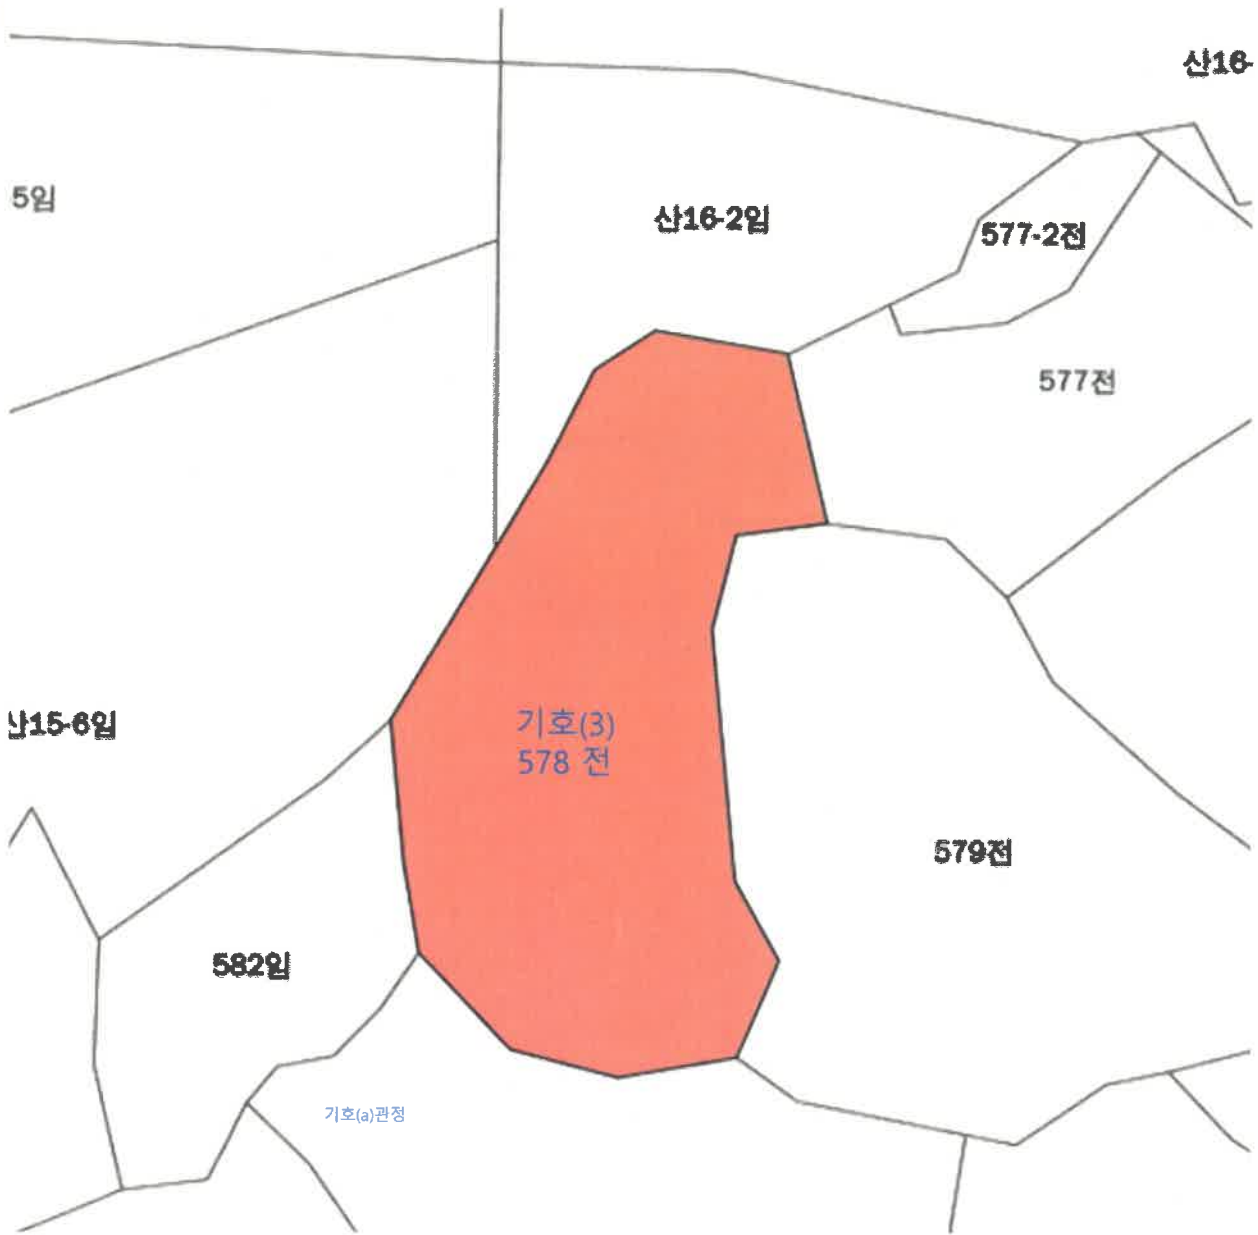 산16-
5임
산16-2임
577-2전
577전
산15-6임
기호(3)
578 전
579전
582임
기호(a)관정